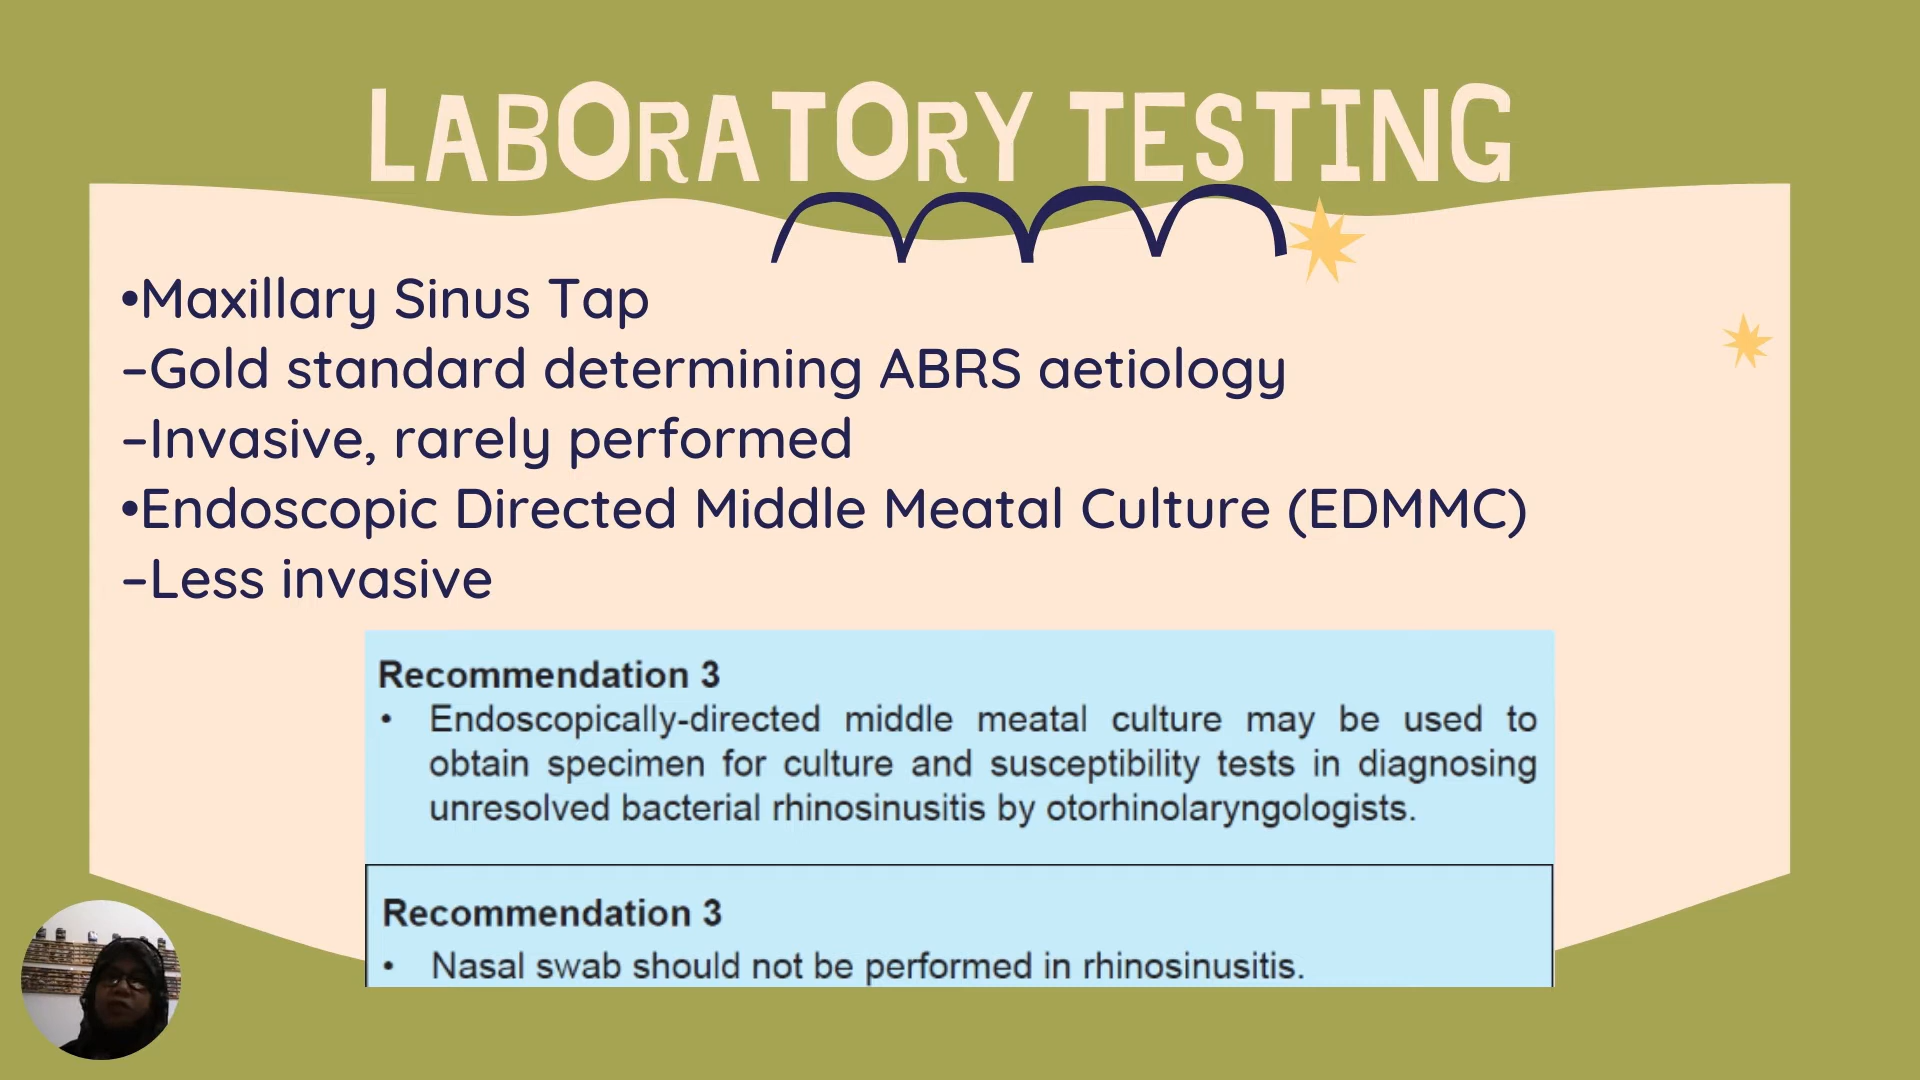 LABORATORY TESTING
•Maxillary Sinus Tap
–Gold standard determining ABRS aetiology
–Invasive, rarely performed
•Endoscopic Directed Middle Meatal Culture (EDMMC)
–Less invasive
Recommendation 3
• Endoscopically-directed middle meatal culture may be used to
obtain specimen for culture and susceptibility tests in diagnosing
unresolved bacterial rhinosinusitis by otorhinolaryngologists.
Recommendation 3
• Nasal swab should not be performed in rhinosinusitis.